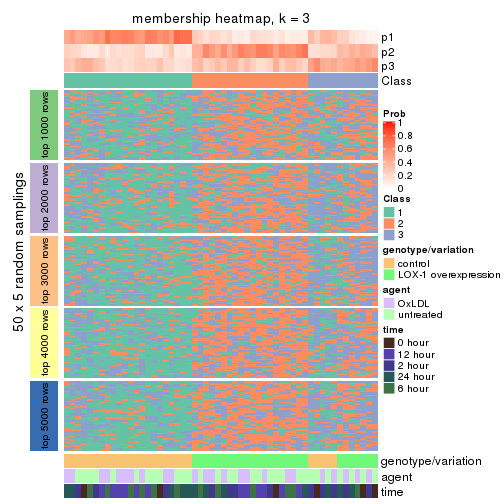 membership heatmap, k = 3
p1
p2
p3
Class
50 x 5 random samplings
top 1000 rows
top 2000 rows
top 3000 rows
top 4000 rows
top 5000 rows
genotype/variation
agent
time
Prob
1
0.8
0.6
0.4
0.2
0
Class
1
2
3
genotype/variation
control
LOX-1 overexpression
agent
OxLDL
untreated
time
0 hour
12 hour
2 hour
24 hour
6 hour